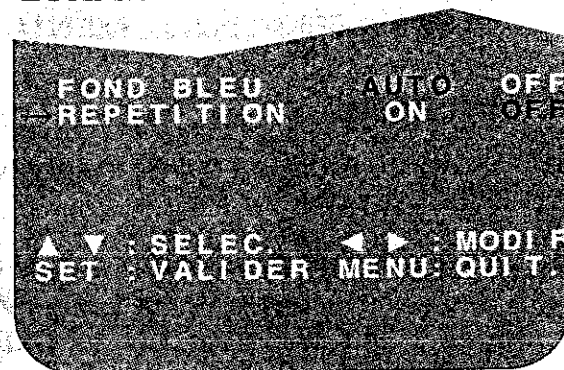 FOND BLEU AUTO OFF
→REPETITION ON OFF
▲ ▼ : SELEC. ◄ ► : MODIF
SET : VALIDER MENU: QUIT.